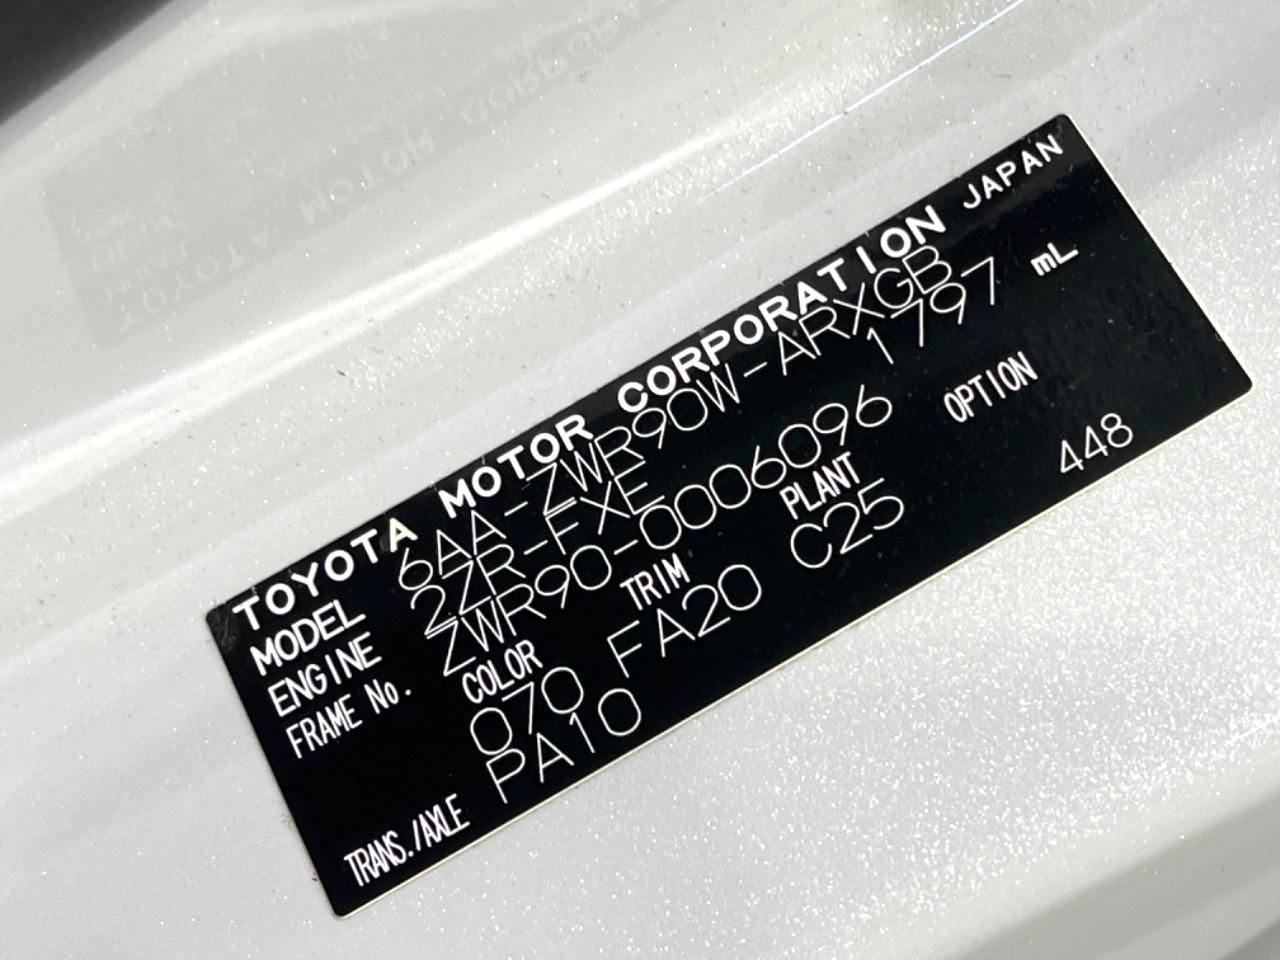 TOYOTA MOTOR CORPORATION JAPAN
MODEL 6AA-ZWR90W-ARXGB
ENGINE 2ZR-FXE 1797 mL
FRAME No. ZWR90-0006096
COLOR TRIM PLANT OPTION
070 FA20 C25 448
TRANS./AXLE PA10